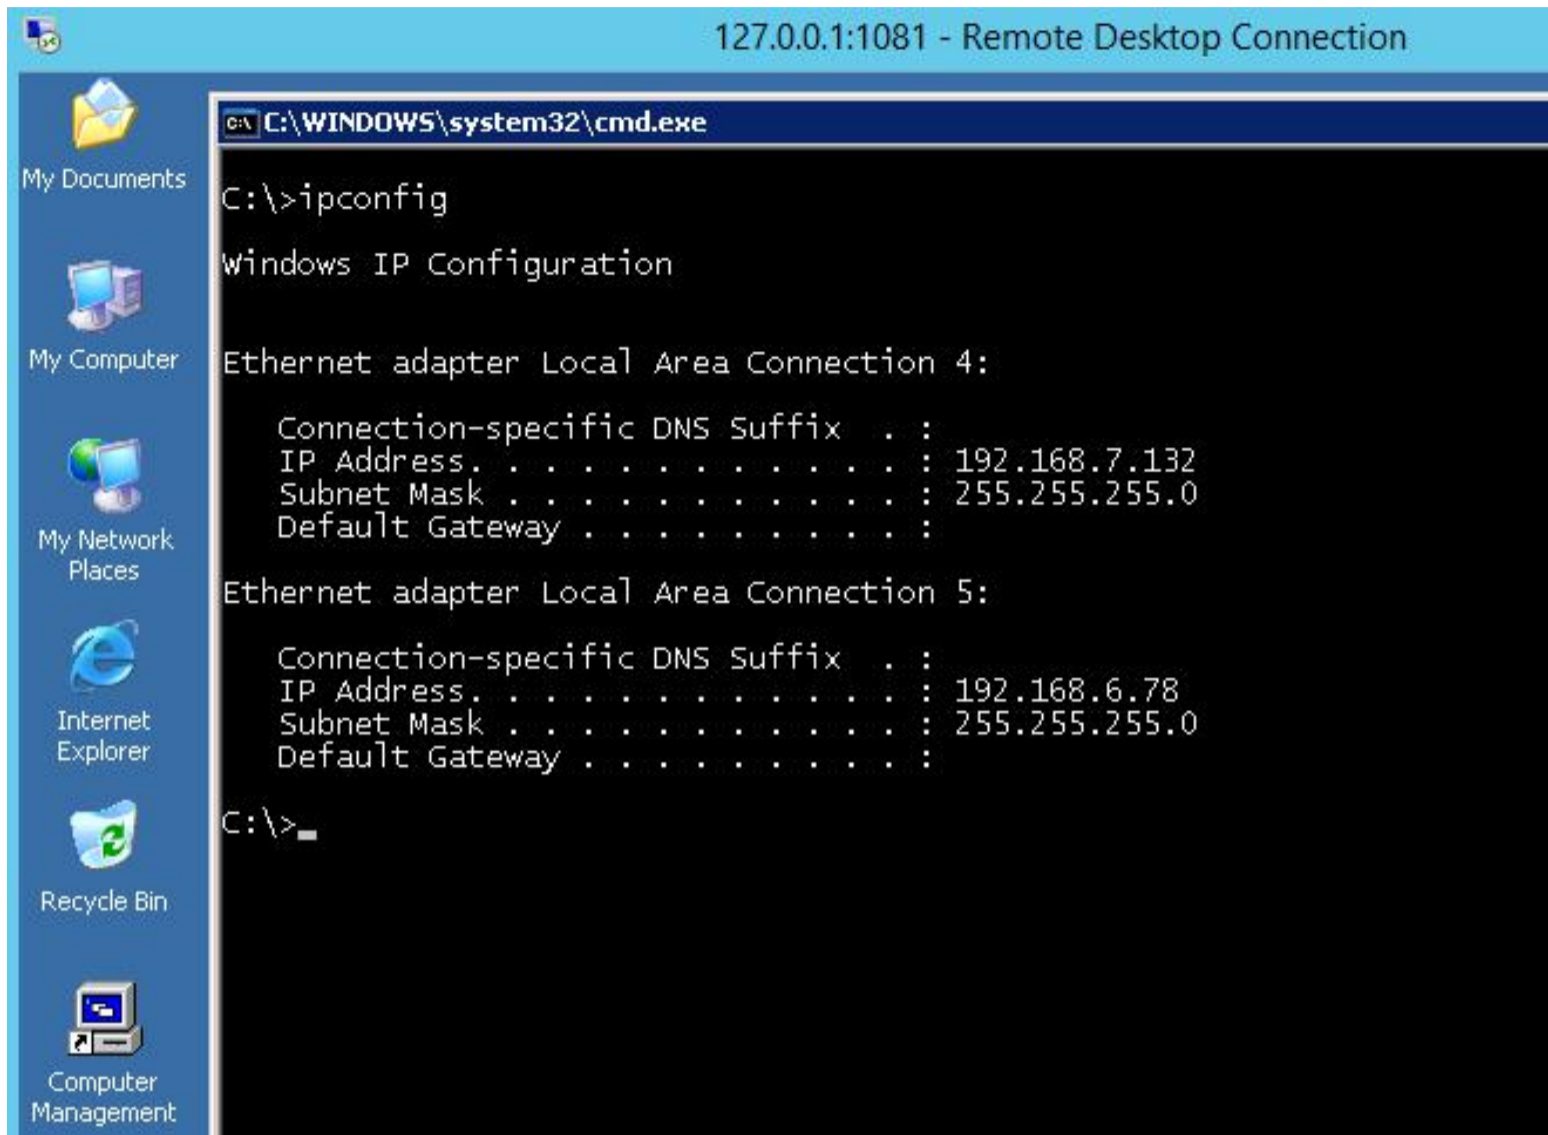 127.0.0.1:1081 - Remote Desktop Connection
My Documents
My Computer
My Network
Places
Internet
Explorer
Recycle Bin
Computer
Management
C:\WINDOWS\system32\cmd.exe
C:\>ipconfig
Windows IP Configuration
Ethernet adapter Local Area Connection 4:
Connection-specific DNS Suffix  . :
IP Address. . . . . . . . . . . . : 192.168.7.132
Subnet Mask . . . . . . . . . . . : 255.255.255.0
Default Gateway . . . . . . . . . :
Ethernet adapter Local Area Connection 5:
Connection-specific DNS Suffix  . :
IP Address. . . . . . . . . . . . : 192.168.6.78
Subnet Mask . . . . . . . . . . . : 255.255.255.0
Default Gateway . . . . . . . . . :
C:\>_